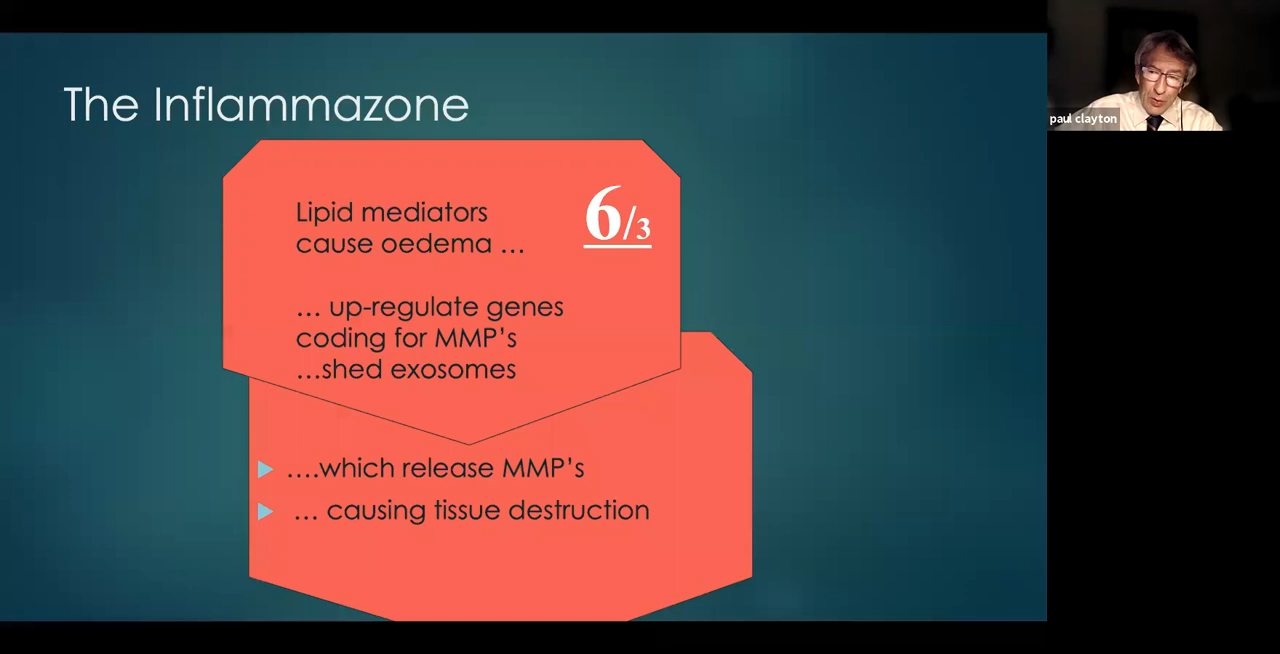 The Inflammazone
Lipid mediators
cause oedema …
6/3
… up-regulate genes
coding for MMP’s
…shed exosomes
….which release MMP’s
… causing tissue destruction
paul clayton